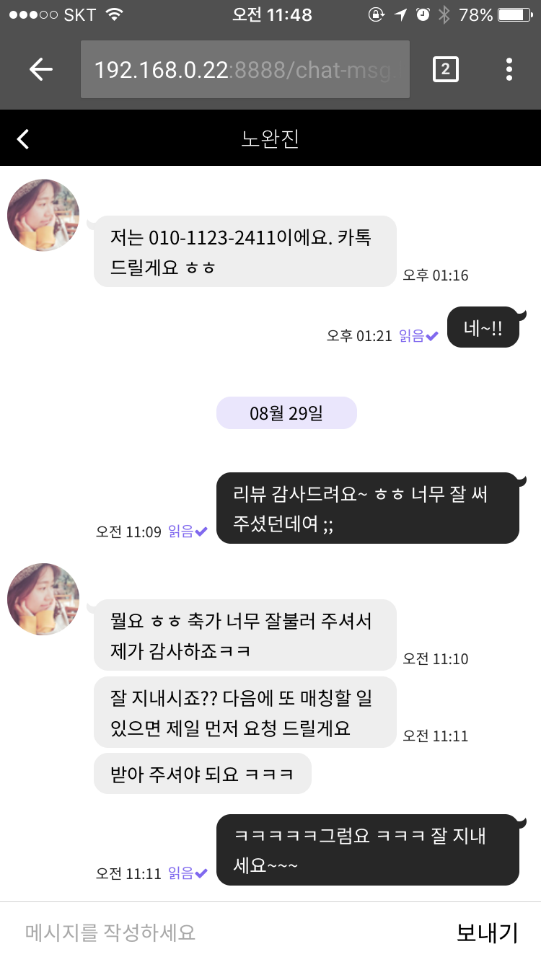 SKT 오전 11:48 78%
192.168.0.22:8888/chat-msg 2
노완진
저는 010-1123-2411이에요. 카톡
드릴게요 ㅎㅎ
오후 01:16
네~!!
오후 01:21 읽음
08월 29일
리뷰 감사드려요~ ㅎㅎ 너무 잘 써
주셨던데여 ;;
오전 11:09 읽음
뭘요 ㅎㅎ 축가 너무 잘불러 주셔서
제가 감사하죠ㅋㅋ
오전 11:10
잘 지내시죠?? 다음에 또 매칭할 일
있으면 제일 먼저 요청 드릴게요
오전 11:11
받아 주셔야 되요 ㅋㅋㅋ
ㅋㅋㅋㅋㅋ그럼요 ㅋㅋㅋ 잘 지내
세요~~~
오전 11:11 읽음
메시지를 작성하세요 보내기